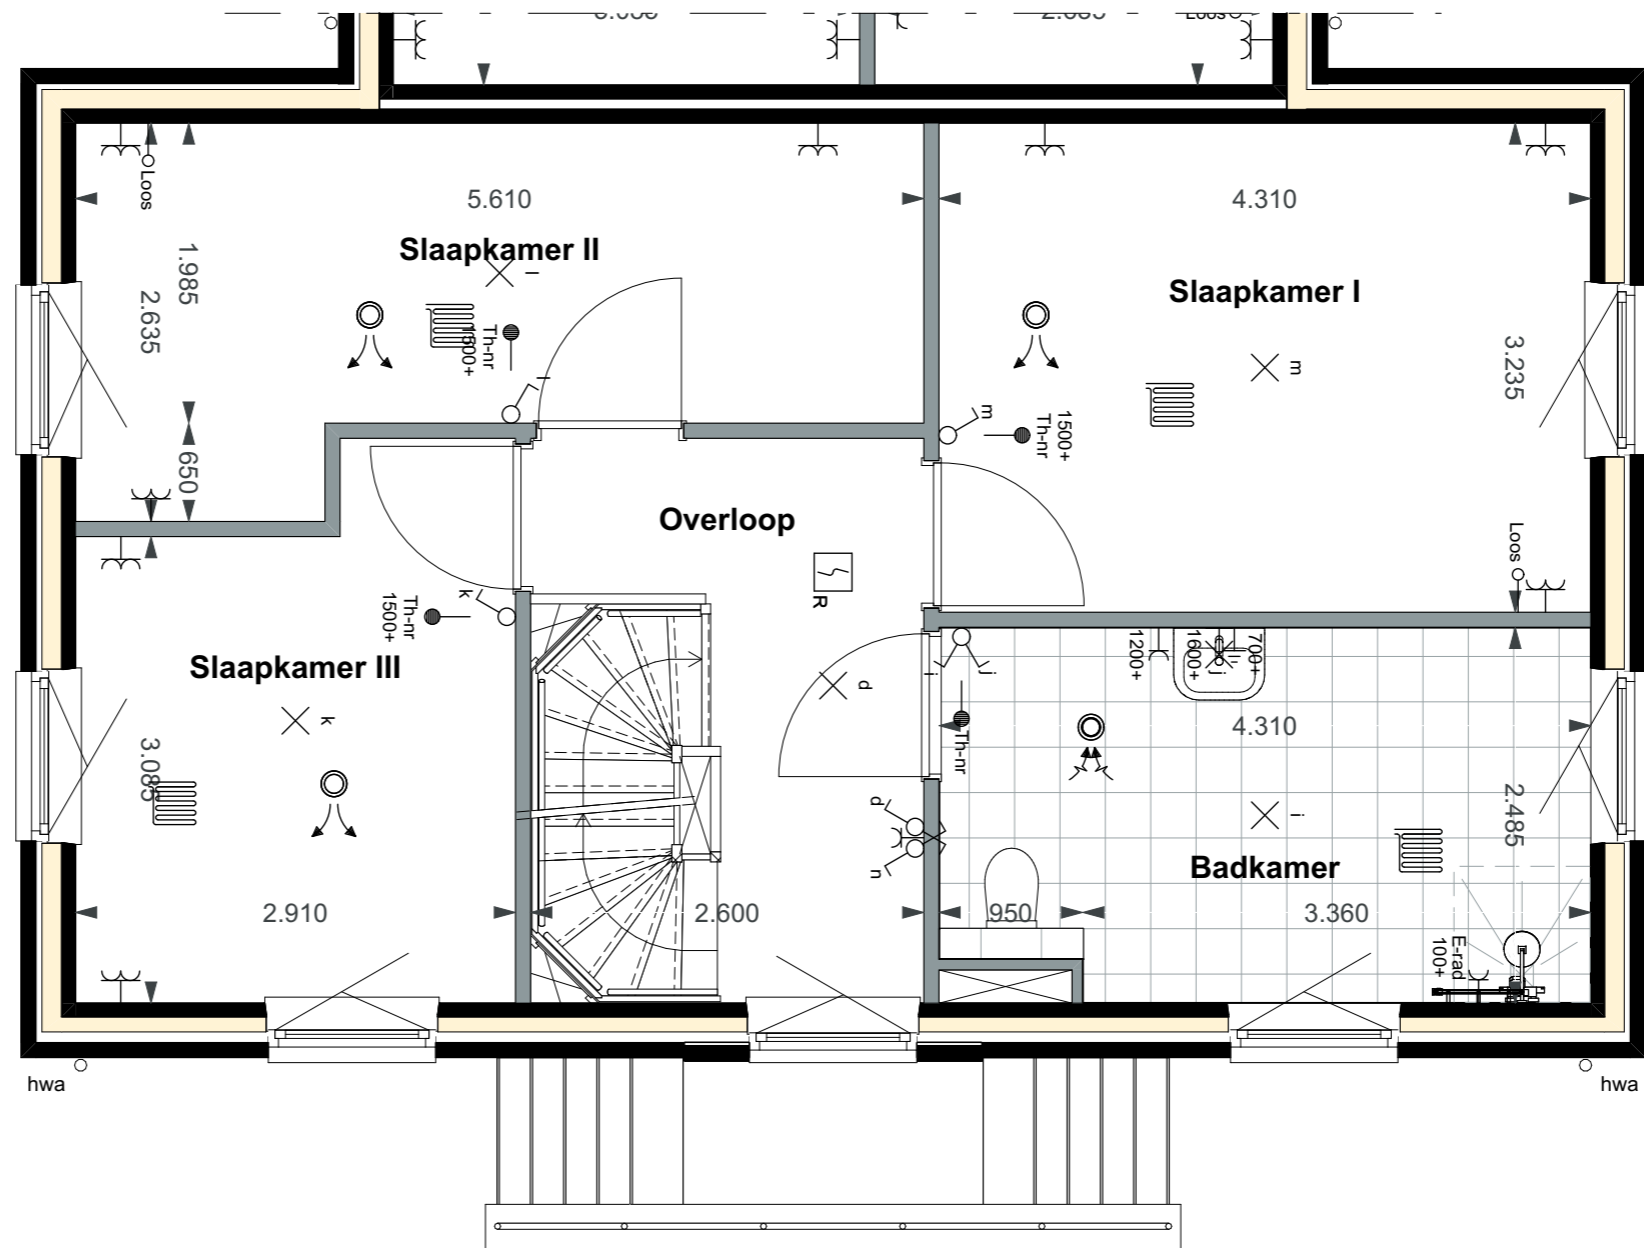 Loos
Loos
5.610
4.310
Slaapkamer II
l
1.985
2.635
Slaapkamer I
m
3.235
Th-nr
1500+
l
m
1500+
Th-nr
650
Overloop
Loos
R
k
Th-nr
1500+
Slaapkamer III
k
d
i
j
1200+
1600+
j
700+
Th-nr
4.310
3.085
2.485
d
n
i
Badkamer
2.910
2.600
950
3.360
E-rad
100+
hwa
hwa